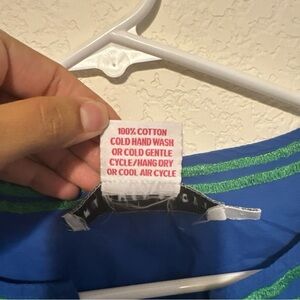 100% COTTON
COLD HAND WASH
OR COLD GENTLE
CYCLE/HANG DRY
OR COOL AIR CYCLE